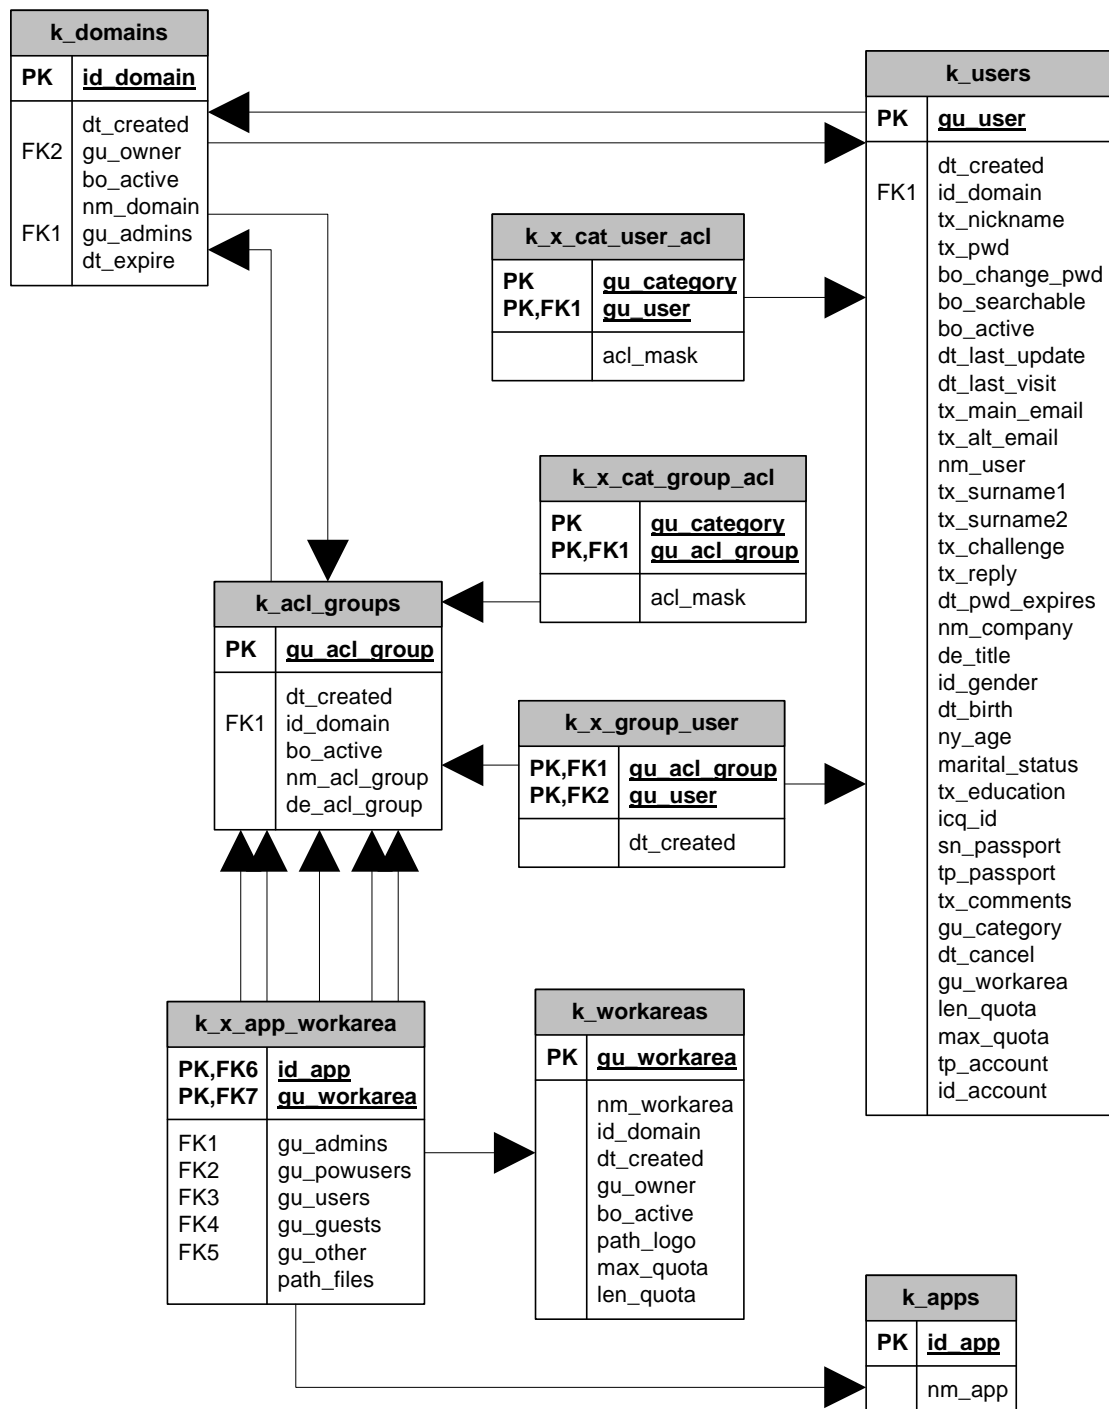 k_domains
PK id_domain
dt_created
FK2 gu_owner
bo_active
nm_domain
FK1 gu_admins
dt_expire
k_users
PK gu_user
dt_created
FK1 id_domain
tx_nickname
tx_pwd
bo_change_pwd
bo_searchable
bo_active
dt_last_update
dt_last_visit
tx_main_email
tx_alt_email
nm_user
tx_surname1
tx_surname2
tx_challenge
tx_reply
dt_pwd_expires
nm_company
de_title
id_gender
dt_birth
ny_age
marital_status
tx_education
icq_id
sn_passport
tp_passport
tx_comments
gu_category
dt_cancel
gu_workarea
len_quota
max_quota
tp_account
id_account
k_x_cat_user_acl
PK gu_category
PK,FK1 gu_user
acl_mask
k_x_cat_group_acl
PK gu_category
PK,FK1 gu_acl_group
acl_mask
k_acl_groups
PK gu_acl_group
dt_created
FK1 id_domain
bo_active
nm_acl_group
de_acl_group
k_x_group_user
PK,FK1 gu_acl_group
PK,FK2 gu_user
dt_created
k_x_app_workarea
PK,FK6 id_app
PK,FK7 gu_workarea
FK1 gu_admins
FK2 gu_powusers
FK3 gu_users
FK4 gu_guests
FK5 gu_other
path_files
k_workareas
PK gu_workarea
nm_workarea
id_domain
dt_created
gu_owner
bo_active
path_logo
max_quota
len_quota
k_apps
PK id_app
nm_app